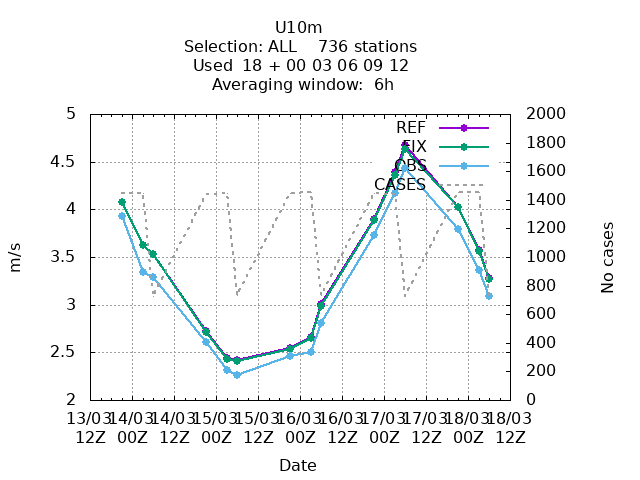 U10m
Selection: ALL    736 stations
Used  18 + 00 03 06 09 12
Averaging window:  6h
5
4.5
4
3.5
3
2.5
2
m/s
2000
1800
1600
1400
1200
1000
800
600
400
200
0
No cases
REF
FIX
OBS
CASES
13/03 14/03 14/03 15/03 15/03 16/03 16/03 17/03 17/03 18/03 18/03
12Z 00Z 12Z 00Z 12Z 00Z 12Z 00Z 12Z 00Z 12Z
Date